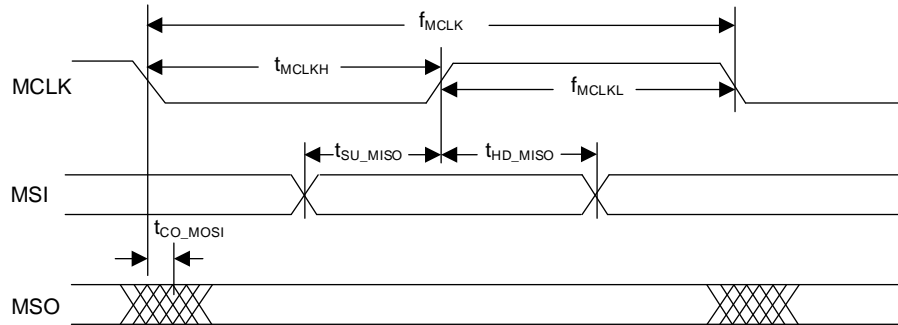 fMCLK
tMCLKH
MCLK
fMCLKL
tSU_MISO
tHD_MISO
MSI
tCO_MOSI
MSO